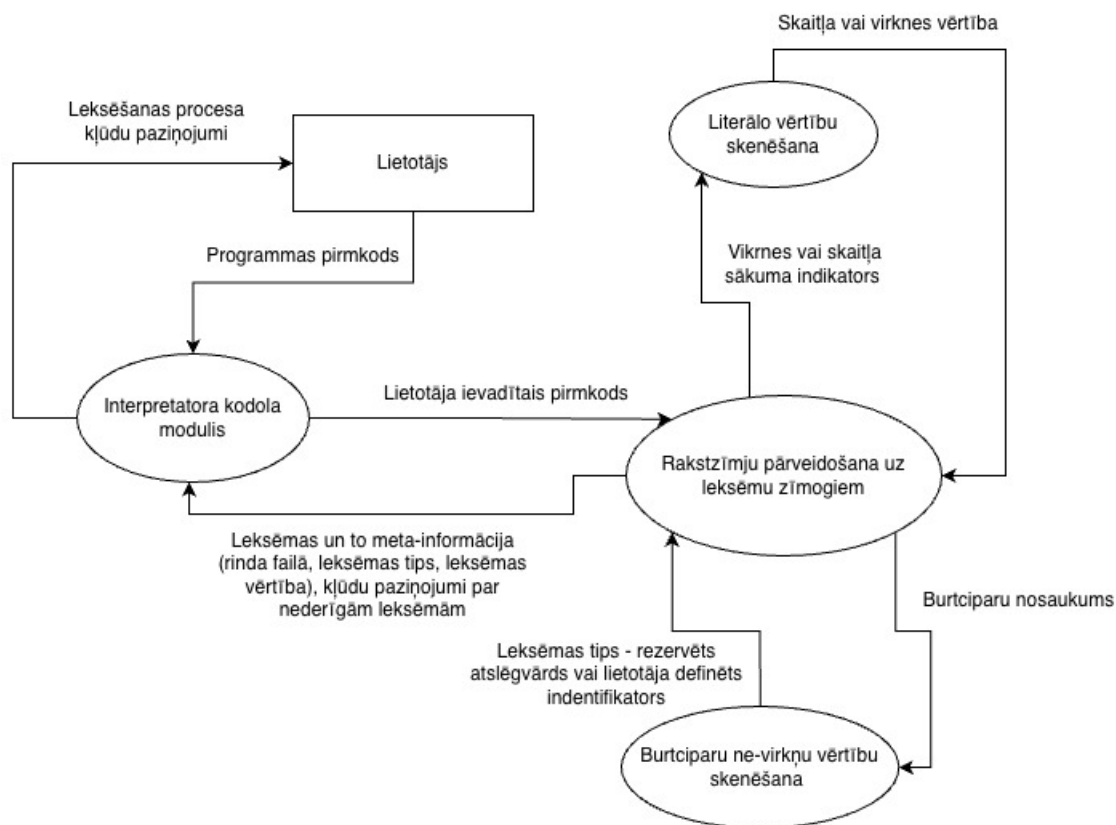 Skaitļa vai virknes vērtība
Leksēšanas procesa
kļūdu paziņojumi
Lietotājs
Literālo vērtību
skenēšana
Programmas pirmkods
Vikrnes vai skaitļa
sākuma indikators
Interpretatora kodola
modulis
Lietotāja ievadītais pirmkods
Rakstzīmju pārveidošana uz
leksēmu zīmogiem
Leksēmas un to meta-informācija
(rinda failā, leksēmas tips, leksēmas
vērtība), kļūdu paziņojumi par
nederīgām leksēmām
Burtciparu nosaukums
Leksēmas tips - rezervēts
atslēgvārds vai lietotāja definēts
indentifikators
Burtciparu ne-virkņu vērtību
skenēšana